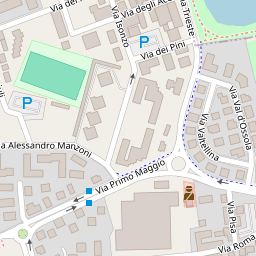 Via dei
Via degli
Via Isonzo
Via Trieste
P
Via dei Pini
P
Alessandro Manzoni
Via Val d'Ossola
Via Valtellina
Via Primo Maggio
Via Pisa
Via Roma